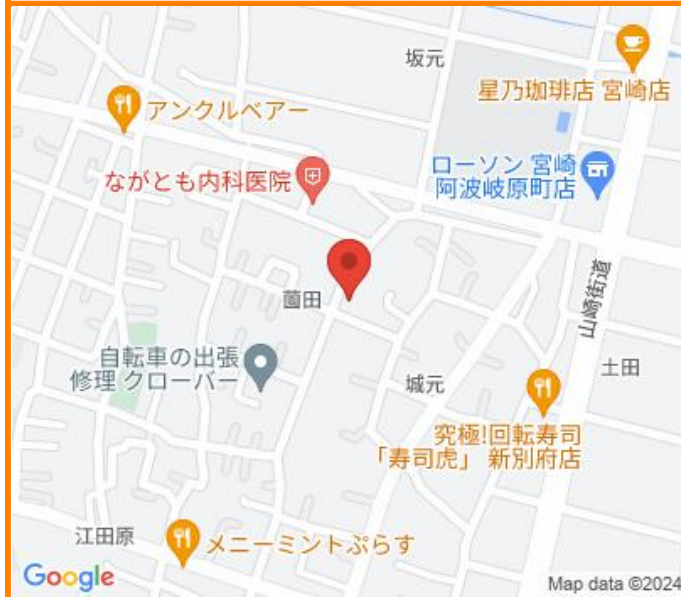 坂元
星乃珈琲店 宮崎店
アンクルベアー
ながとも内科医院
ローソン 宮崎
阿波岐原町店
山崎街道
薗田
自転車の出張
修理 クローバー
城元
土田
究極!回転寿司
「寿司虎」 新別府店
江田原
メニーミントぷらす
Google
Map data ©2024